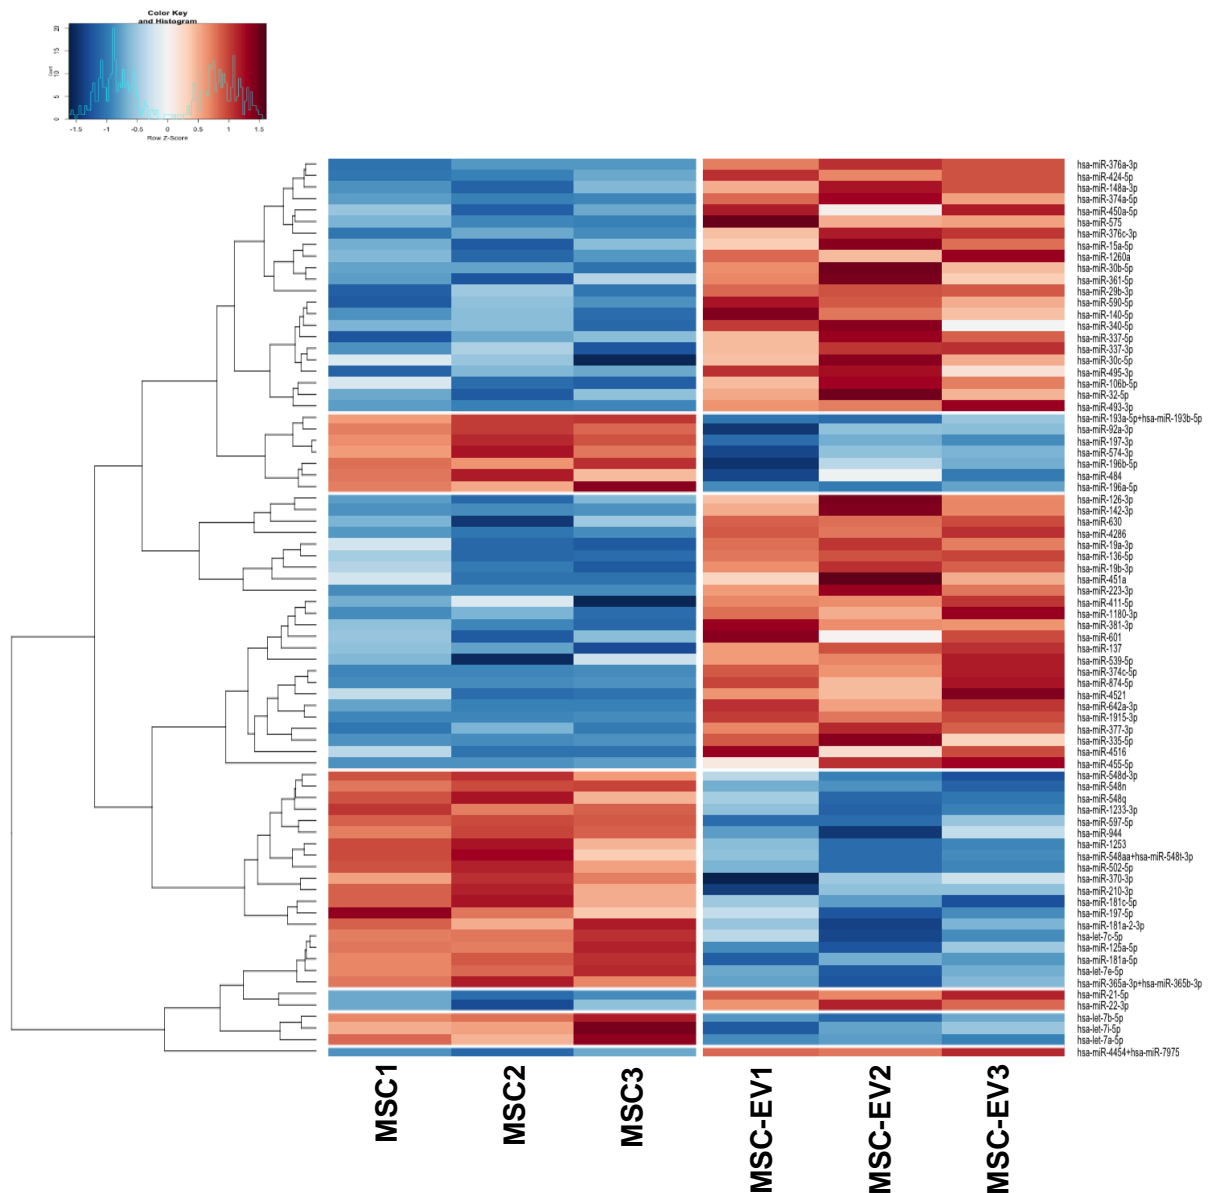 Color Key
and Histogram
Count
0 5 10 15 20
-1.5 -1 -0.5 0 0.5 1 1.5
Row Z-Score
hsa-miR-376a-3p
hsa-miR-424-5p
hsa-miR-148a-3p
hsa-miR-374a-5p
hsa-miR-450a-5p
hsa-miR-575
hsa-miR-376c-3p
hsa-miR-15a-5p
hsa-miR-1260a
hsa-miR-30b-5p
hsa-miR-361-5p
hsa-miR-29b-3p
hsa-miR-590-5p
hsa-miR-140-5p
hsa-miR-340-5p
hsa-miR-337-5p
hsa-miR-337-3p
hsa-miR-30c-5p
hsa-miR-495-3p
hsa-miR-106b-5p
hsa-miR-32-5p
hsa-miR-493-3p
hsa-miR-193a-5p+hsa-miR-193b-5p
hsa-miR-92a-3p
hsa-miR-197-3p
hsa-miR-574-3p
hsa-miR-196b-5p
hsa-miR-484
hsa-miR-196a-5p
hsa-miR-126-3p
hsa-miR-142-3p
hsa-miR-630
hsa-miR-4286
hsa-miR-19a-3p
hsa-miR-136-5p
hsa-miR-19b-3p
hsa-miR-451a
hsa-miR-223-3p
hsa-miR-411-5p
hsa-miR-1180-3p
hsa-miR-381-3p
hsa-miR-601
hsa-miR-137
hsa-miR-539-5p
hsa-miR-374c-5p
hsa-miR-874-5p
hsa-miR-4521
hsa-miR-642a-3p
hsa-miR-1915-3p
hsa-miR-377-3p
hsa-miR-335-5p
hsa-miR-4516
hsa-miR-455-5p
hsa-miR-548d-3p
hsa-miR-548n
hsa-miR-548q
hsa-miR-1233-3p
hsa-miR-597-5p
hsa-miR-944
hsa-miR-1253
hsa-miR-548aa+hsa-miR-548t-3p
hsa-miR-502-5p
hsa-miR-370-3p
hsa-miR-210-3p
hsa-miR-181c-5p
hsa-miR-197-5p
hsa-miR-181a-2-3p
hsa-let-7c-5p
hsa-miR-125a-5p
hsa-miR-181a-5p
hsa-let-7e-5p
hsa-miR-365a-3p+hsa-miR-365b-3p
hsa-miR-21-5p
hsa-miR-22-3p
hsa-let-7b-5p
hsa-let-7i-5p
hsa-let-7a-5p
hsa-miR-4454+hsa-miR-7975
MSC1
MSC2
MSC3
MSC-EV1
MSC-EV2
MSC-EV3